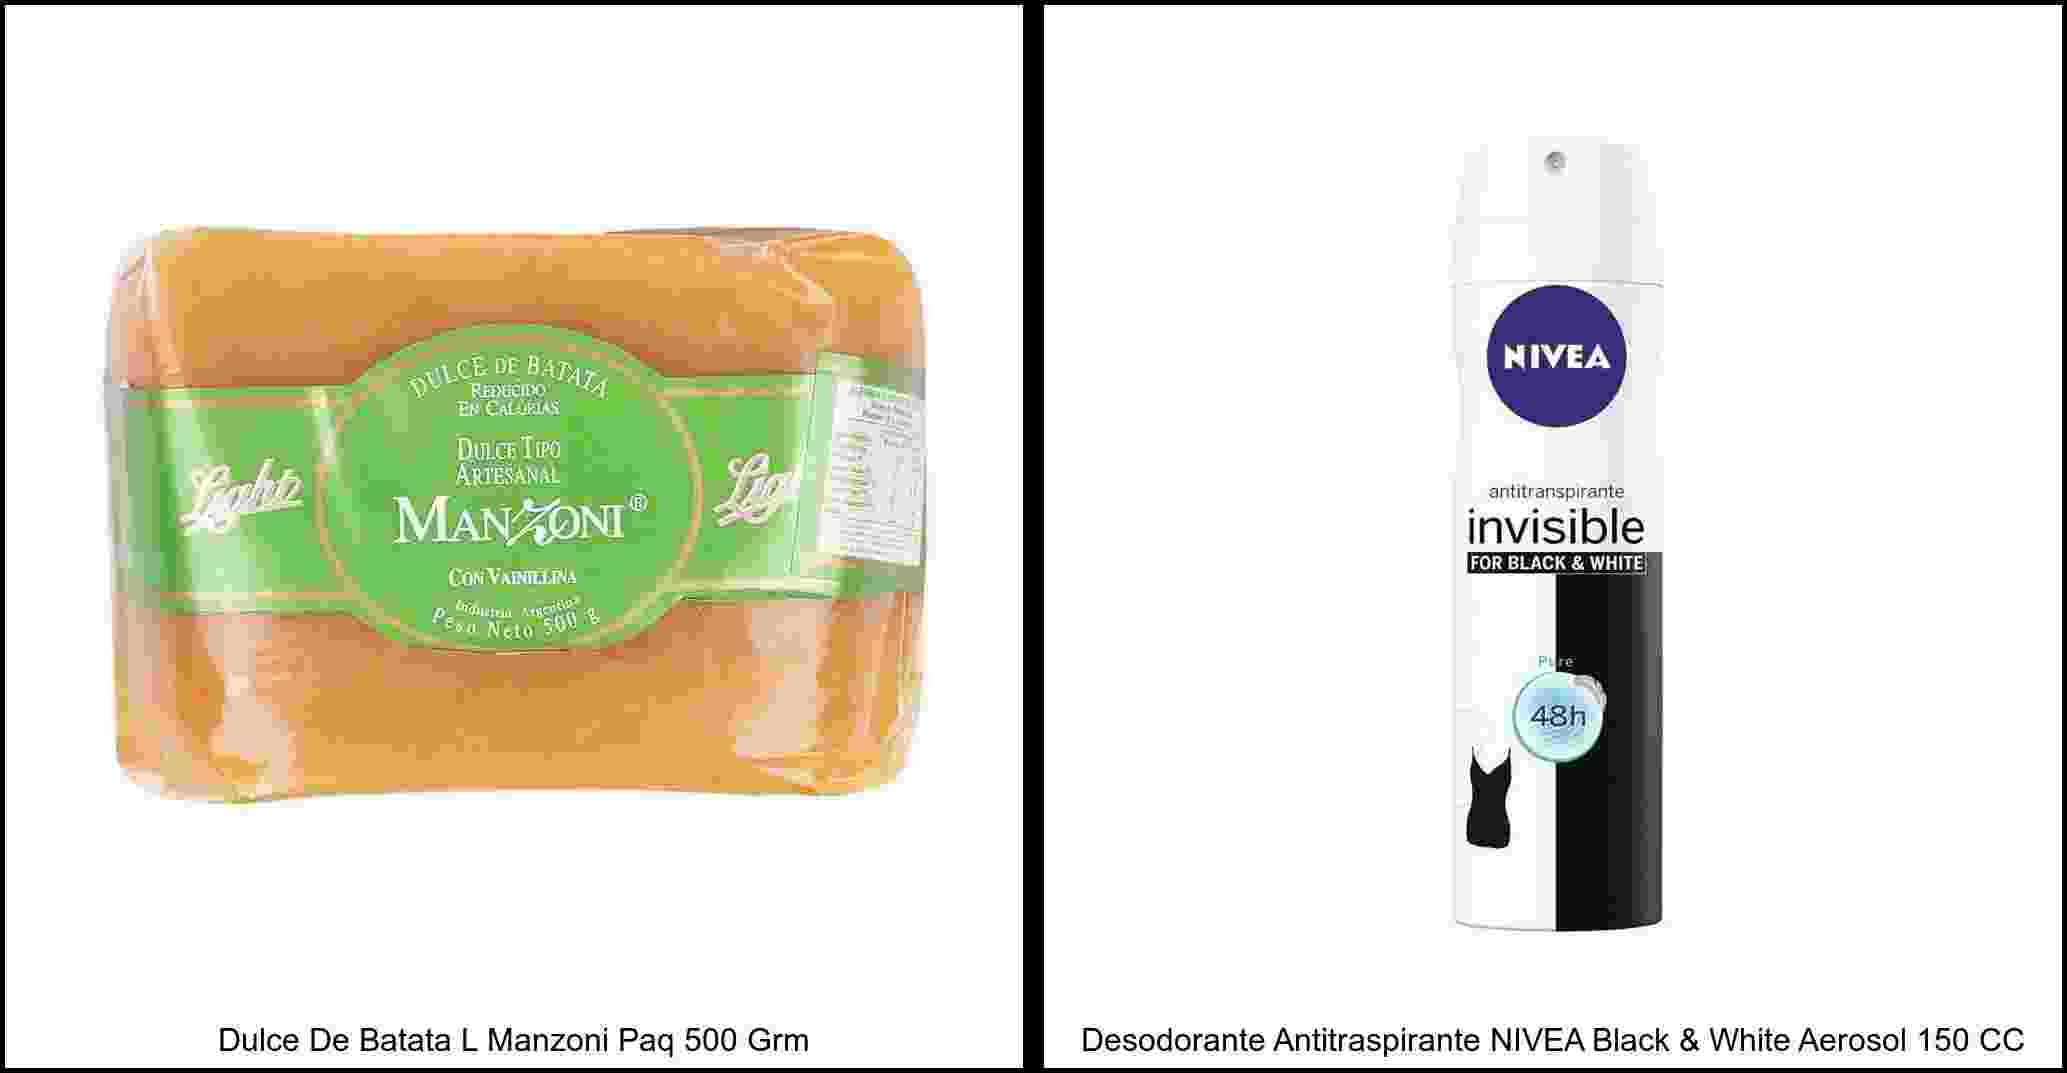 DULCE DE BATATA
REDUCIDO
EN CALORIAS
DULCE TIPO
ARTESANAL
MANZONI®
CON VAINILLINA
Industria Argentina
Peso Neto 500 g
Light
Lig
Dulce De Batata L Manzoni Paq 500 Grm
NIVEA
antitranspirante
invisible
FOR BLACK & WHITE
Pure
48h
Desodorante Antitraspirante NIVEA Black & White Aerosol 150 CC